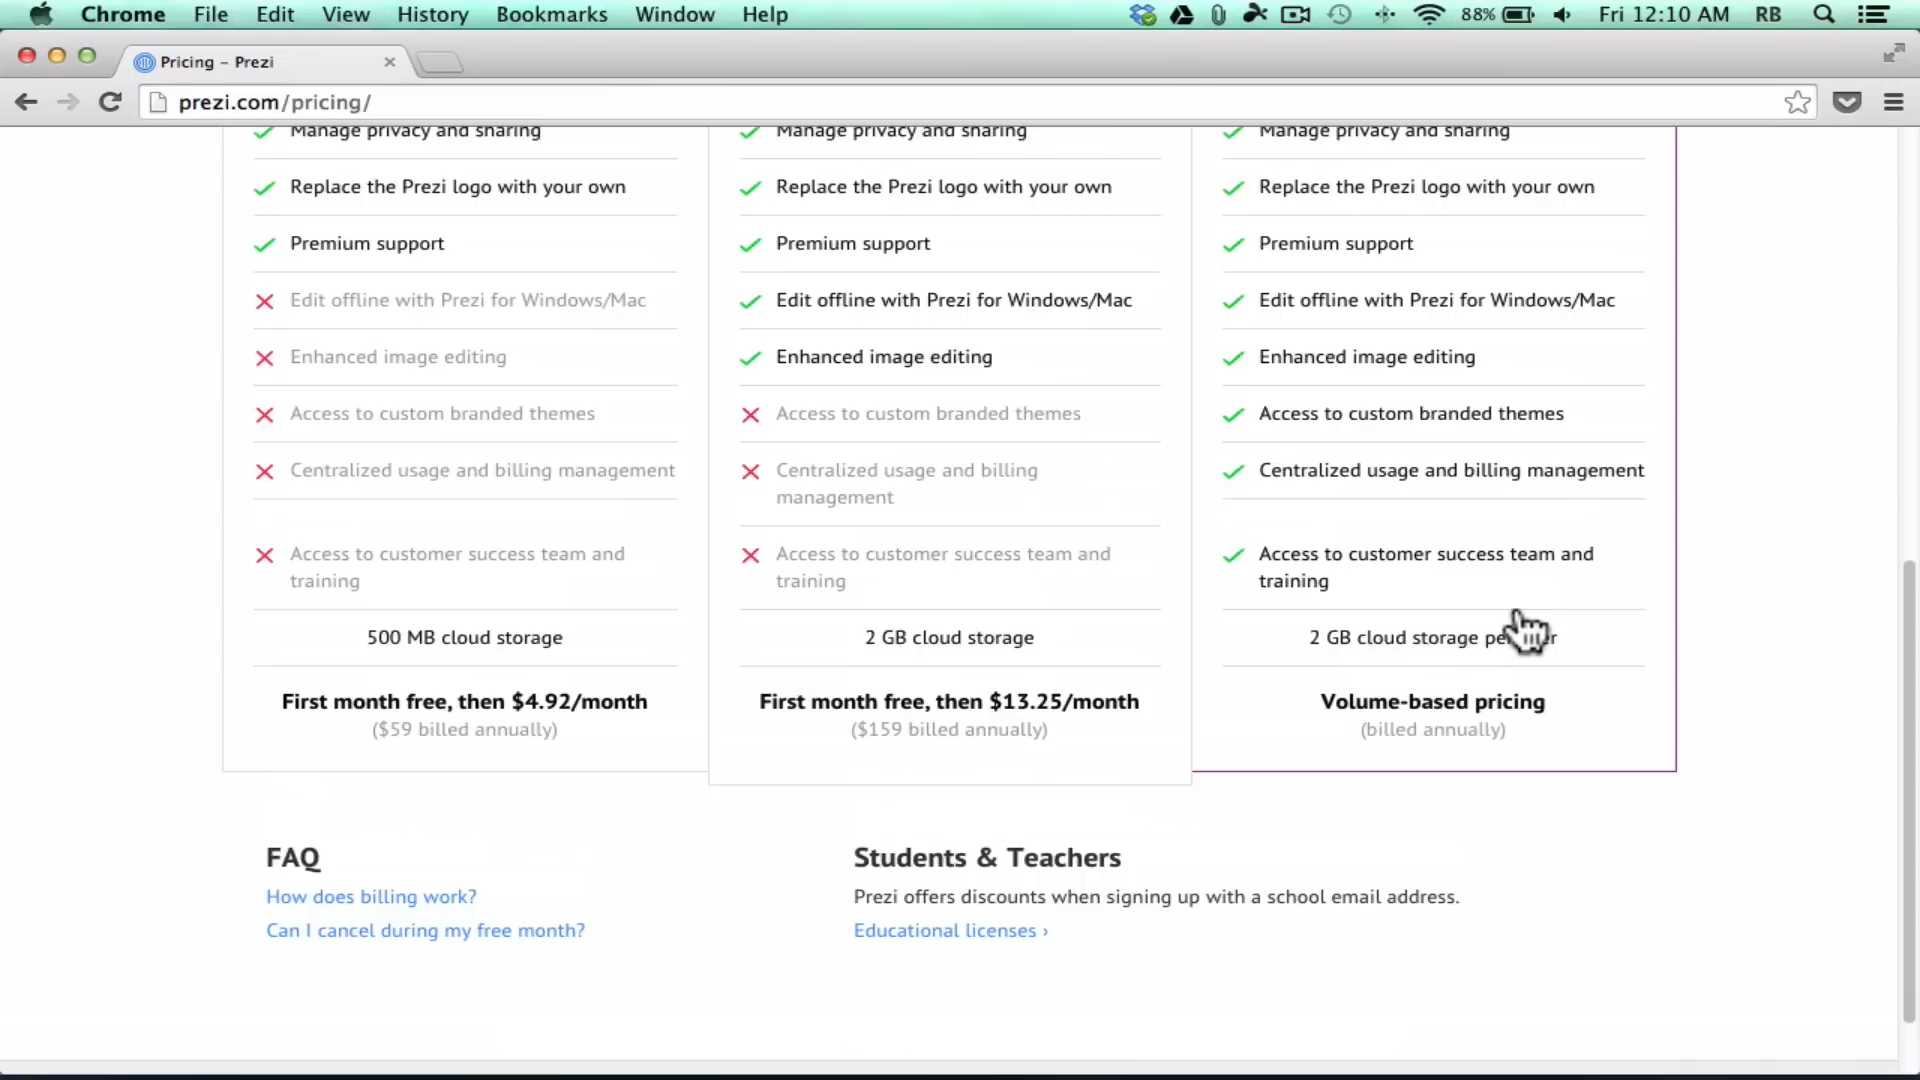 Chrome File Edit View History Bookmarks Window Help 88% Fri 12:10 AM RB
Pricing – Prezi
prezi.com/pricing/
Manage privacy and sharing
Replace the Prezi logo with your own
Premium support
Edit offline with Prezi for Windows/Mac
Enhanced image editing
Access to custom branded themes
Centralized usage and billing management
Access to customer success team and
training
500 MB cloud storage
First month free, then $4.92/month
($59 billed annually)
Manage privacy and sharing
Replace the Prezi logo with your own
Premium support
Edit offline with Prezi for Windows/Mac
Enhanced image editing
Access to custom branded themes
Centralized usage and billing
management
Access to customer success team and
training
2 GB cloud storage
First month free, then $13.25/month
($159 billed annually)
Manage privacy and sharing
Replace the Prezi logo with your own
Premium support
Edit offline with Prezi for Windows/Mac
Enhanced image editing
Access to custom branded themes
Centralized usage and billing management
Access to customer success team and
training
2 GB cloud storage
Volume-based pricing
(billed annually)
FAQ
How does billing work?
Can I cancel during my free month?
Students & Teachers
Prezi offers discounts when signing up with a school email address.
Educational licenses ›